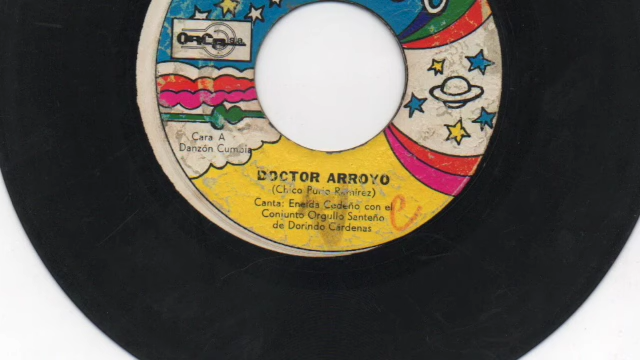 ORCA s.a.
Cara A
Danzón Cumbia
DOCTOR ARROYO
(Chico Purio Ramírez)
Canta: Eneida Cedeño con el
Conjunto Orgullo Santeño
de Dorindo Cárdenas
C